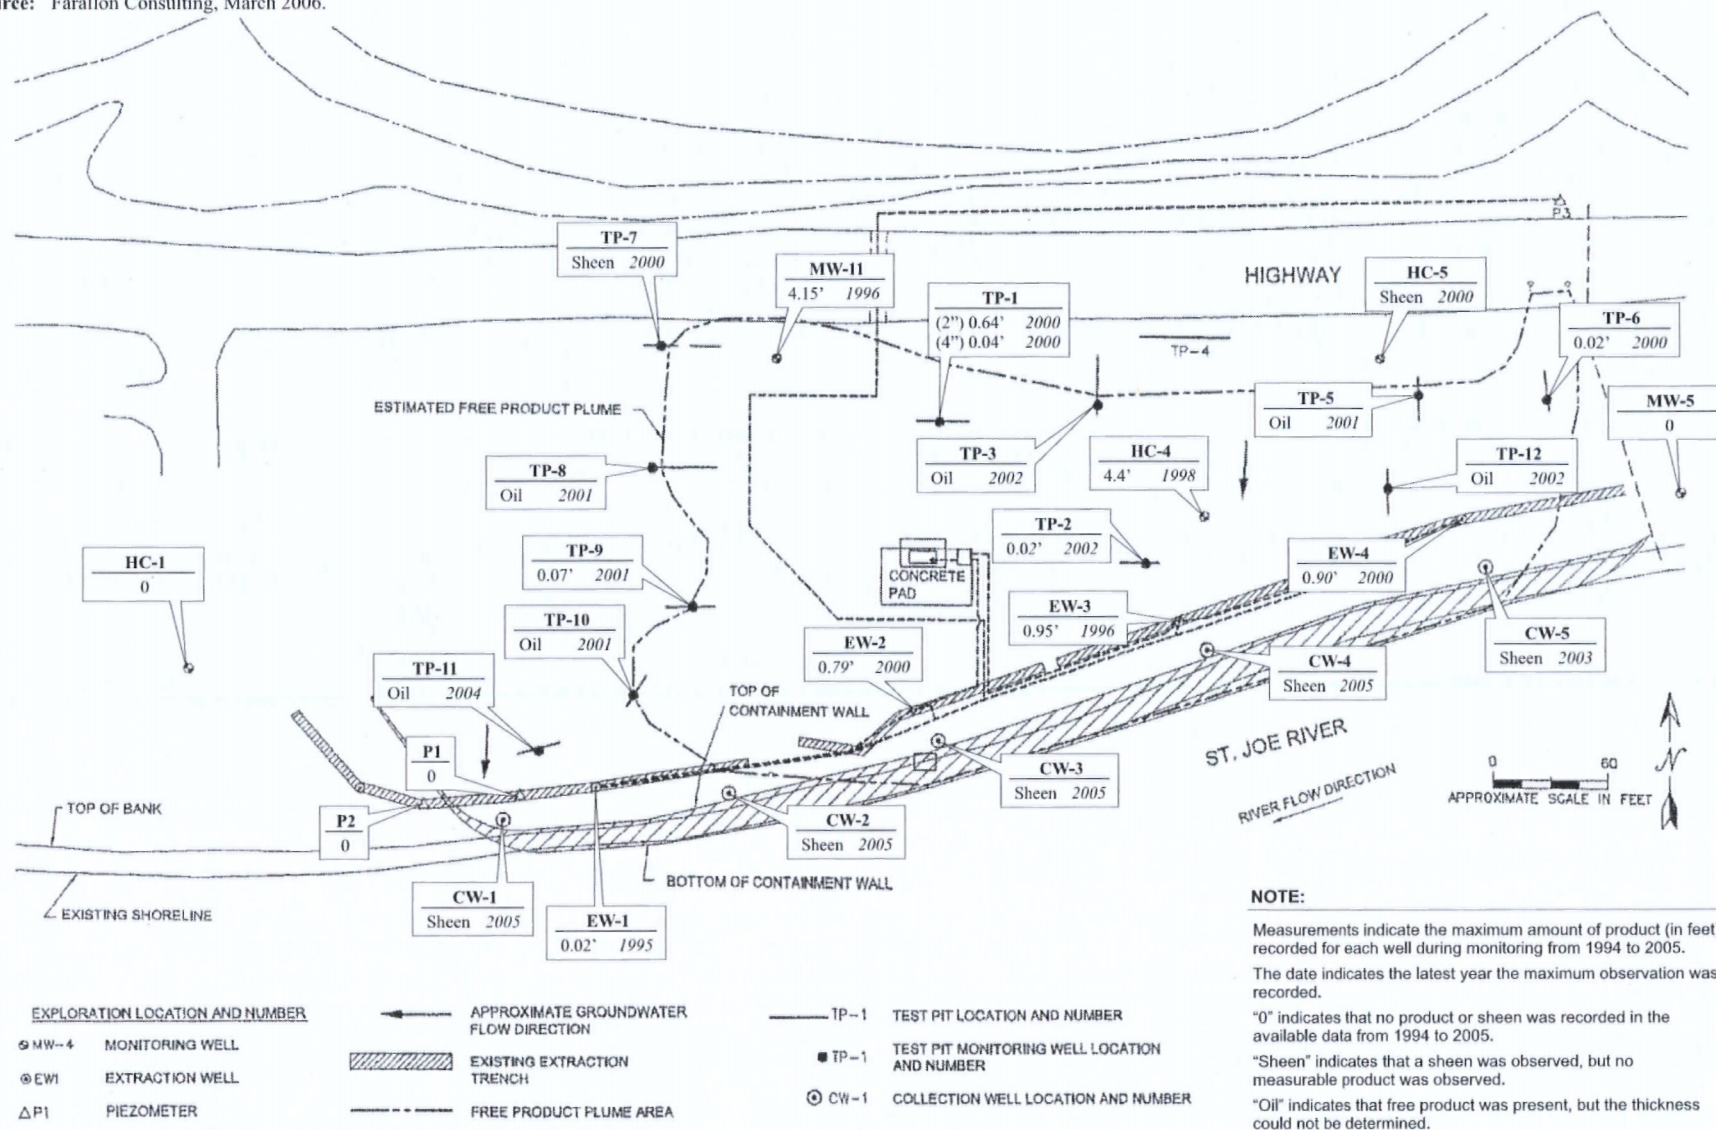 rce: Farallon Consulting, March 2006.
P3
TP-7
Sheen 2000
MW-11
4.15' 1996
TP-1
(2") 0.64' 2000
(4") 0.04' 2000
HIGHWAY
HC-5
Sheen 2000
TP-6
0.02' 2000
TP-4
ESTIMATED FREE PRODUCT PLUME
TP-5
Oil 2001
MW-5
0
TP-8
Oil 2001
TP-3
Oil 2002
HC-4
4.4' 1998
TP-12
Oil 2002
TP-2
0.02' 2002
HC-1
0
TP-9
0.07' 2001
CONCRETE
PAD
EW-4
0.90' 2000
EW-3
0.95' 1996
TP-10
Oil 2001
EW-2
0.79' 2000
CW-5
Sheen 2003
TP-11
Oil 2004
TOP OF
CONTAINMENT WALL
CW-4
Sheen 2005
P1
0
ST. JOE RIVER
CW-3
Sheen 2005
RIVER FLOW DIRECTION
0 60
APPROXIMATE SCALE IN FEET
N
TOP OF BANK
P2
0
CW-2
Sheen 2005
BOTTOM OF CONTAINMENT WALL
CW-1
Sheen 2005
EW-1
0.02' 1995
EXISTING SHORELINE
NOTE:
Measurements indicate the maximum amount of product (in feet)
recorded for each well during monitoring from 1994 to 2005.
The date indicates the latest year the maximum observation was
recorded.
"0" indicates that no product or sheen was recorded in the
available data from 1994 to 2005.
"Sheen" indicates that a sheen was observed, but no
measurable product was observed.
"Oil" indicates that free product was present, but the thickness
could not be determined.
EXPLORATION LOCATION AND NUMBER
MW-4 MONITORING WELL
EW1 EXTRACTION WELL
P1 PIEZOMETER
APPROXIMATE GROUNDWATER
FLOW DIRECTION
EXISTING EXTRACTION
TRENCH
FREE PRODUCT PLUME AREA
TP-1 TEST PIT LOCATION AND NUMBER
TP-1 TEST PIT MONITORING WELL LOCATION
AND NUMBER
CW-1 COLLECTION WELL LOCATION AND NUMBER